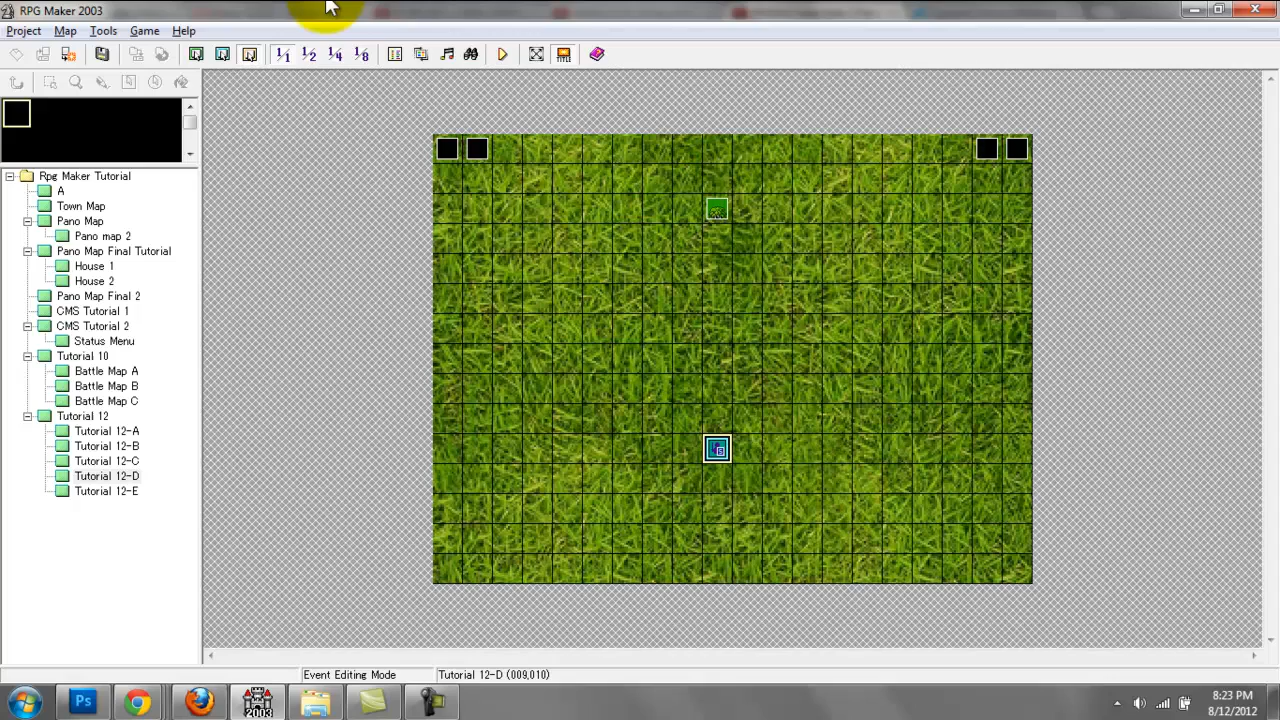 RPG Maker 2003
Project Map Tools Game Help
1/1 1/2 1/4 1/8
Rpg Maker Tutorial
A
Town Map
Pano Map
Pano map 2
Pano Map Final Tutorial
House 1
House 2
Pano Map Final 2
CMS Tutorial 1
CMS Tutorial 2
Status Menu
Tutorial 10
Battle Map A
Battle Map B
Battle Map C
Tutorial 12
Tutorial 12-A
Tutorial 12-B
Tutorial 12-C
Tutorial 12-D
Tutorial 12-E
S
Event Editing Mode
Tutorial 12-D (009,010)
Ps
2003
8:23 PM
8/12/2012